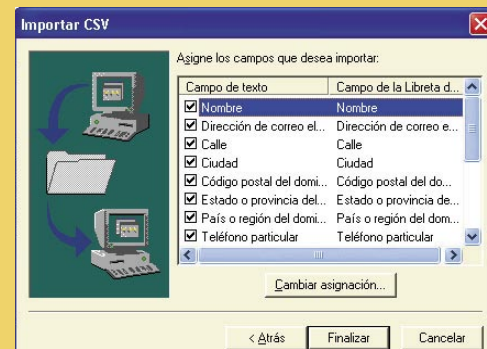 Importar CSV
Asigne los campos que desea importar:
Campo de texto Campo de la Libreta d...
Nombre Nombre
Dirección de correo el... Dirección de correo e...
Calle Calle
Ciudad Ciudad
Código postal del domi... Código postal del do...
Estado o provincia del... Estado o provincia del...
País o región del domi... País o región del dom...
Teléfono particular Teléfono particular
Cambiar asignación...
< Atrás Finalizar Cancelar